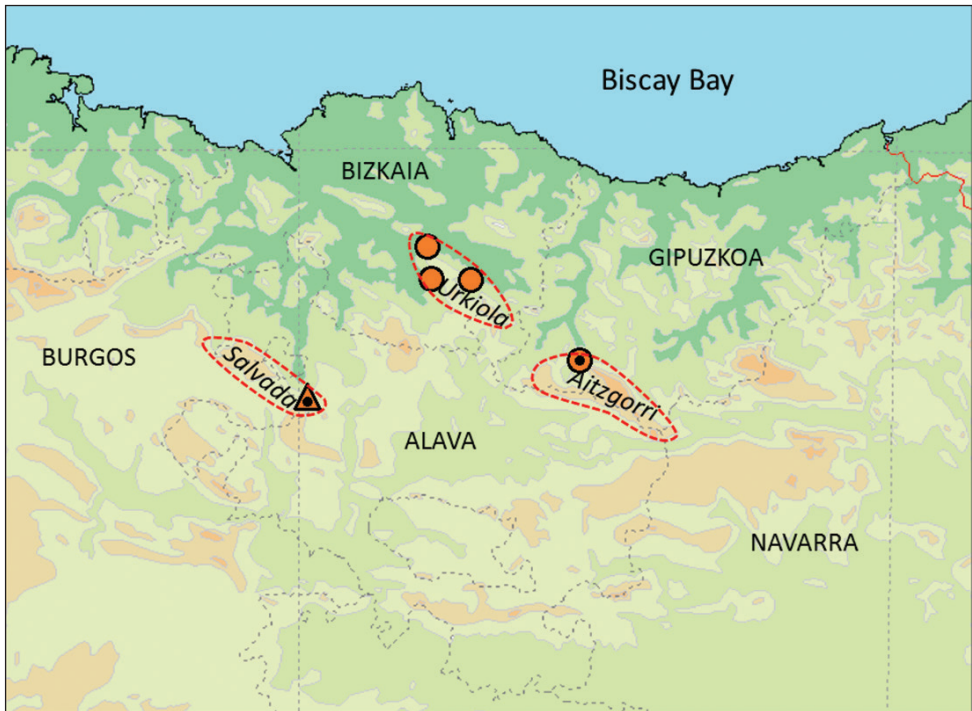 Biscay Bay
BIZKAIA
GIPUZKOA
Urkiola
BURGOS
Salvada
Aitzgorri
ALAVA
NAVARRA